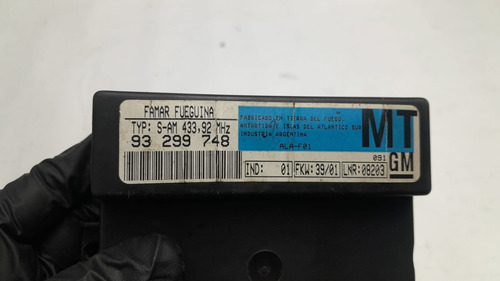 FAMAR FUEGUINA
TYP: S-AM 433,92 MHz
93 299 748
FABRICADO EN TIERRA DEL FUEGO,
ANTARTIDA E ISLAS DEL ATLANTICO SUR
INDUSTRIA ARGENTINA
ALA-F01
MT
091
GM
IND: 01
FKW: 39/01
LNR: 08203